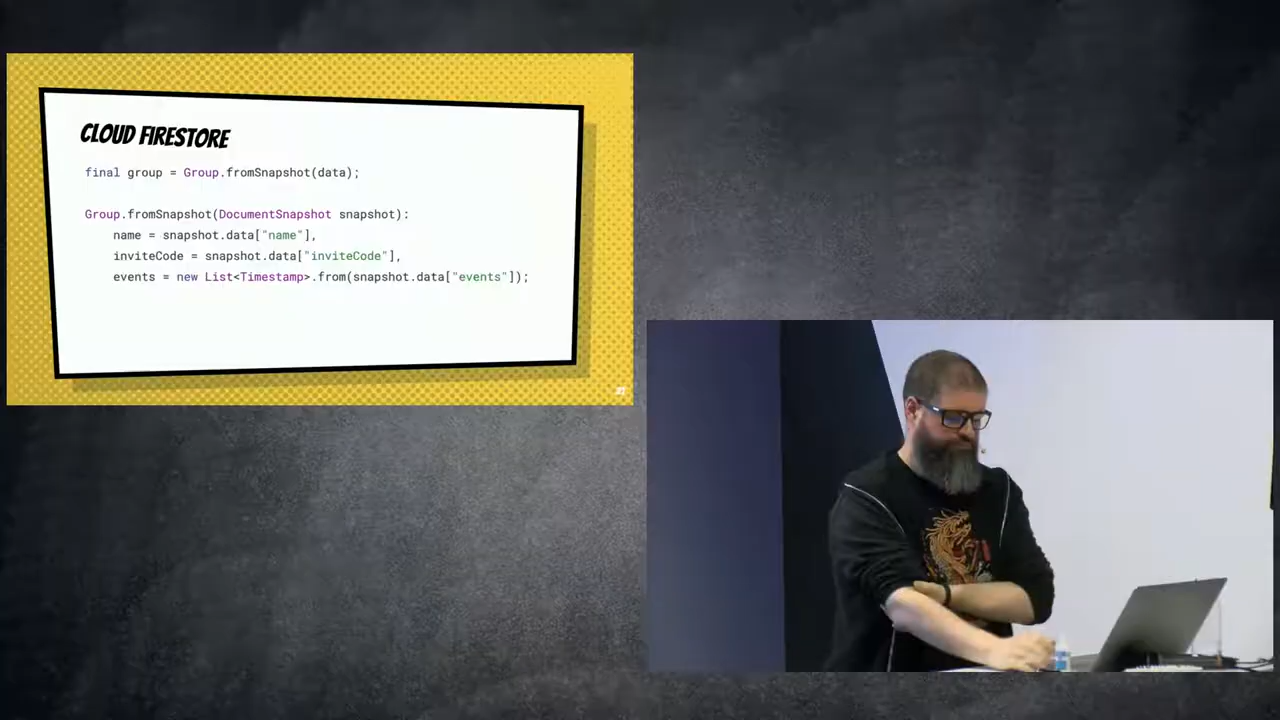 CLOUD FIRESTORE
final group = Group.fromSnapshot(data);
Group.fromSnapshot(DocumentSnapshot snapshot):
name = snapshot.data["name"],
inviteCode = snapshot.data["inviteCode"],
events = new List<Timestamp>.from(snapshot.data["events"]);